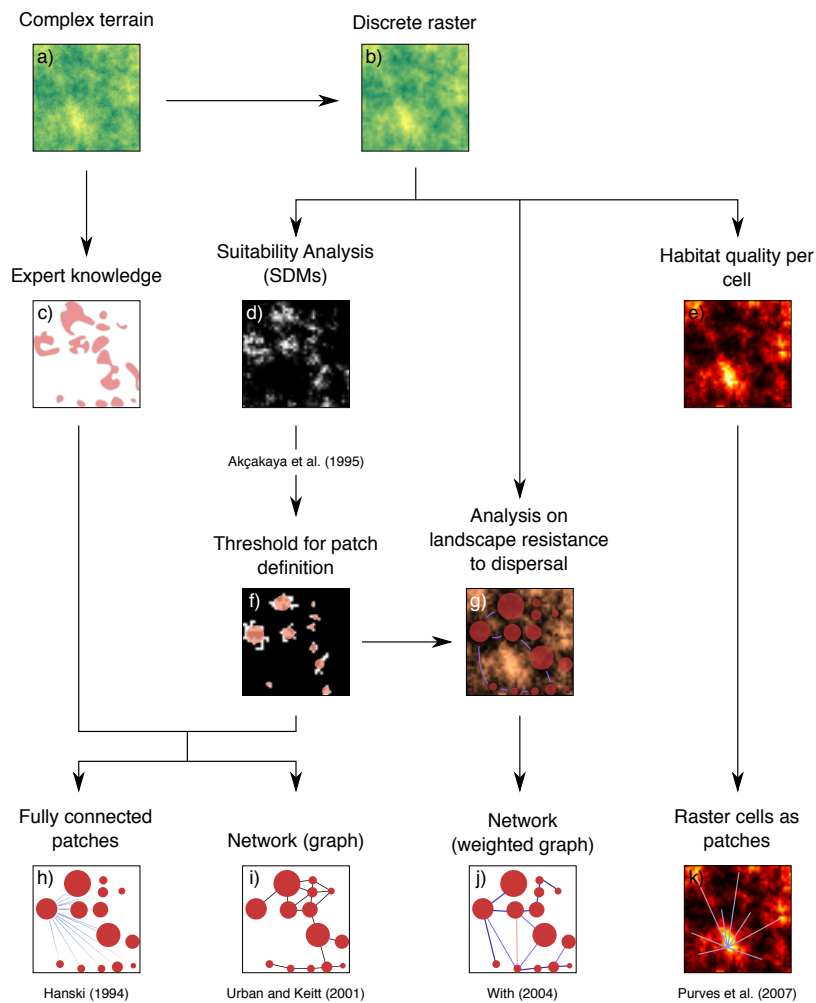 Complex terrain
Discrete raster
a)
b)
Expert knowledge
Suitability Analysis
(SDMs)
Habitat quality per
cell
c)
d)
e)
Akçakaya et al. (1995)
Threshold for patch
definition
Analysis on
landscape resistance
to dispersal
f)
g)
Fully connected
patches
Network (graph)
Network
(weighted graph)
Raster cells as
patches
h)
i)
j)
k)
Hanski (1994)
Urban and Keitt (2001)
With (2004)
Purves et al. (2007)